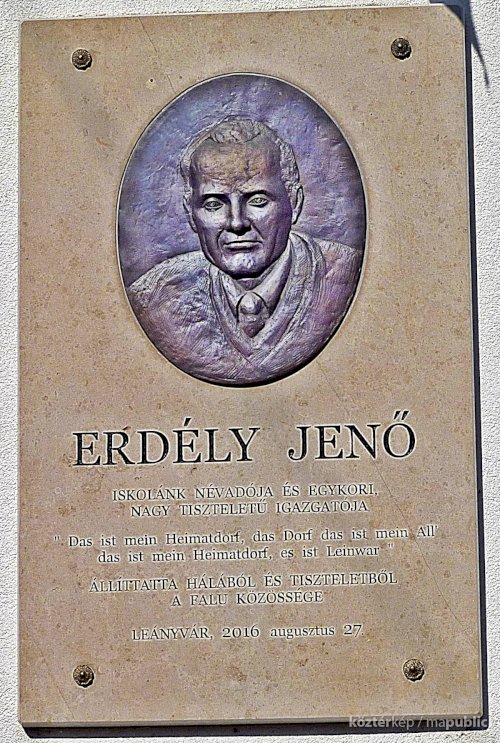 ERDÉLY JENŐ
ISKOLÁNK NÉVADÓJA ÉS EGYKORI,
NAGY TISZTELETŰ IGAZGATÓJA
" Das ist mein Heimatdorf, das Dorf das ist mein All'
das ist mein Heimatdorf, es ist Leinwar "
ÁLLÍTTATTA HÁLÁBÓL ÉS TISZTELETBŐL
A FALU KÖZÖSSÉGE
LEÁNYVÁR, 2016 augusztus 27.
köztérkép / mapublic